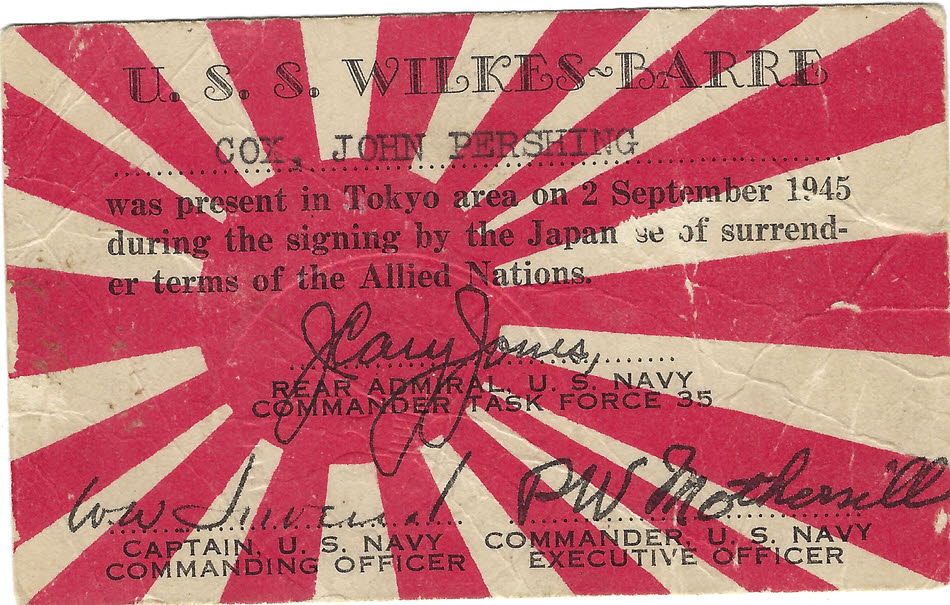 U. S. S. WILKES~BARRE
COX, JOHN PERSHING
was present in Tokyo area on 2 September 1945
during the signing by the Japan se of surrend-
er terms of the Allied Nations.
J Cary Jones,
REAR ADMIRAL, U. S. NAVY
COMMANDER TASK FORCE 35
W W Juvenal
CAPTAIN, U. S. NAVY
COMMANDING OFFICER
P W Mothersill
COMMANDER, U. S. NAVY
EXECUTIVE OFFICER